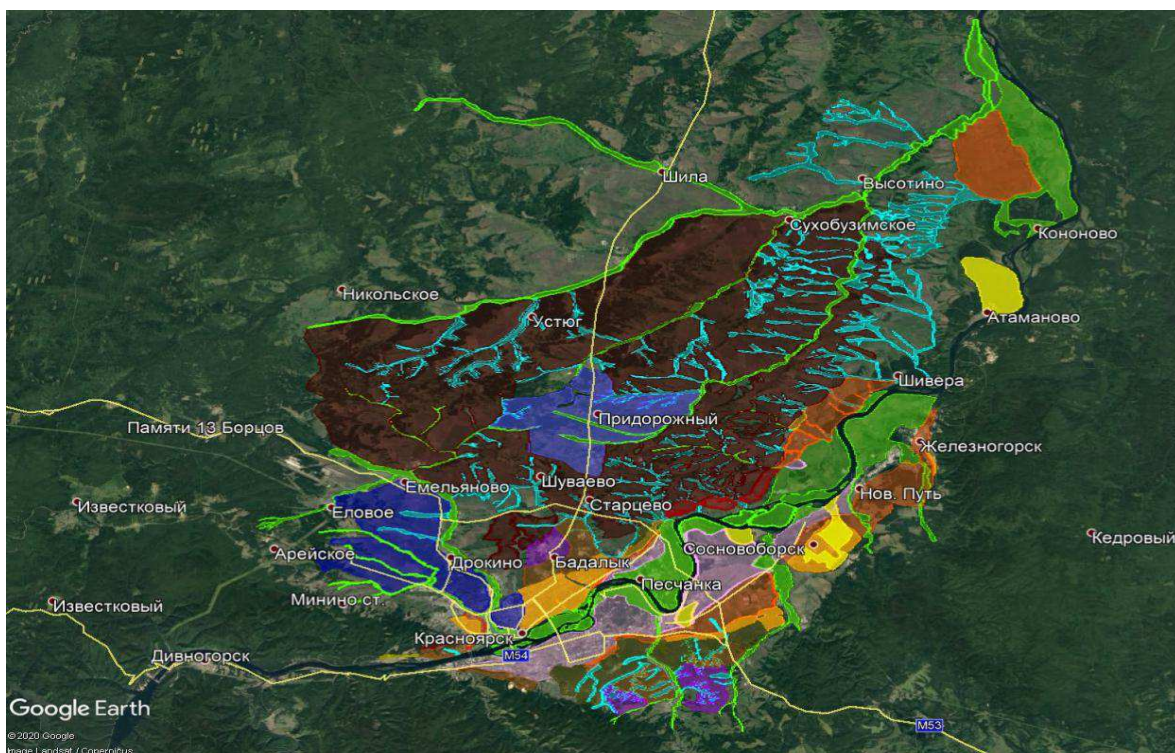 Шила
Высотино
Сухобузимское
Кононово
Никольское
Устюг
Атаманово
Шивера
Придорожный
Памяти 13 Борцов
Железногорск
Емельяново
Шуваево
Нов. Путь
Известковый
Старцево
Еловое
Кедровый
Арейское
Дрокино
Бадалык
Сосновоборск
Песчанка
Минино ст.
Известковый
Красноярск
M54
Дивногорск
Google Earth
M53
©2020 Google
Image Landsat / Copernicus